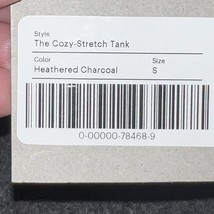 Style
The Cozy-Stretch Tank
Color Size
Heathered Charcoal S
0-00000-78468-9